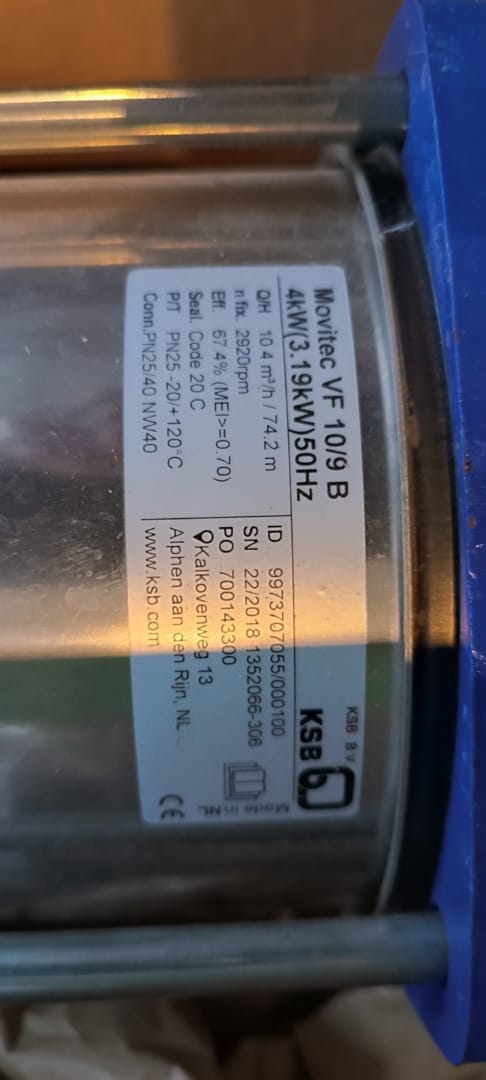 Movitec VF 10/9 B
4kW(3.19kW)50Hz
Q/H 10.4 m³/h / 74.2 m
n fix. 2920rpm
Eff. 67.4% (MEI>=0.70)
Seal. Code 20 C
P/T PN25 -20/+120°C
Conn.PN25/40 NW40
KSB B.V.
KSB
ID 9973707055/000100
SN 22/2018 1352066-306
PO 700143300
Kalkovenweg 13
Alphen aan den Rijn, NL
www.ksb.com
Made in NL
CE